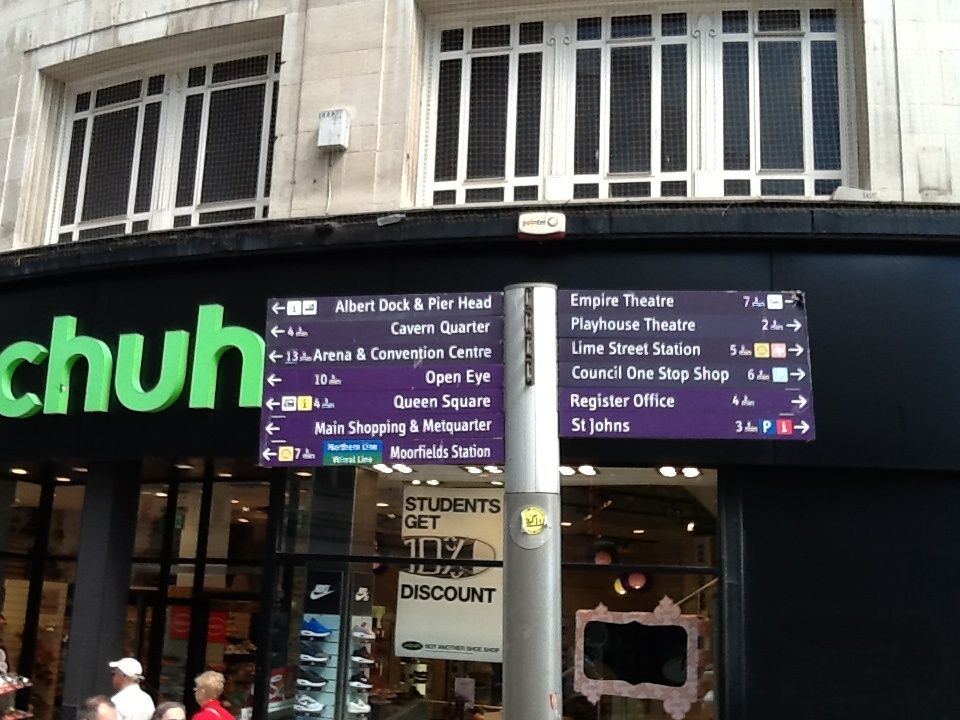 chuh
Albert Dock & Pier Head
4 Cavern Quarter
13 Arena & Convention Centre
10 Open Eye
4 Queen Square
Main Shopping & Metquarter
7 Northern Line
Wirral Line
Moorfields Station
Empire Theatre 7
Playhouse Theatre 2
Lime Street Station 5
Council One Stop Shop 6
Register Office 4
St Johns 3 P i
STUDENTS
GET
10%
DISCOUNT
NOT ANOTHER SHOE SHOP